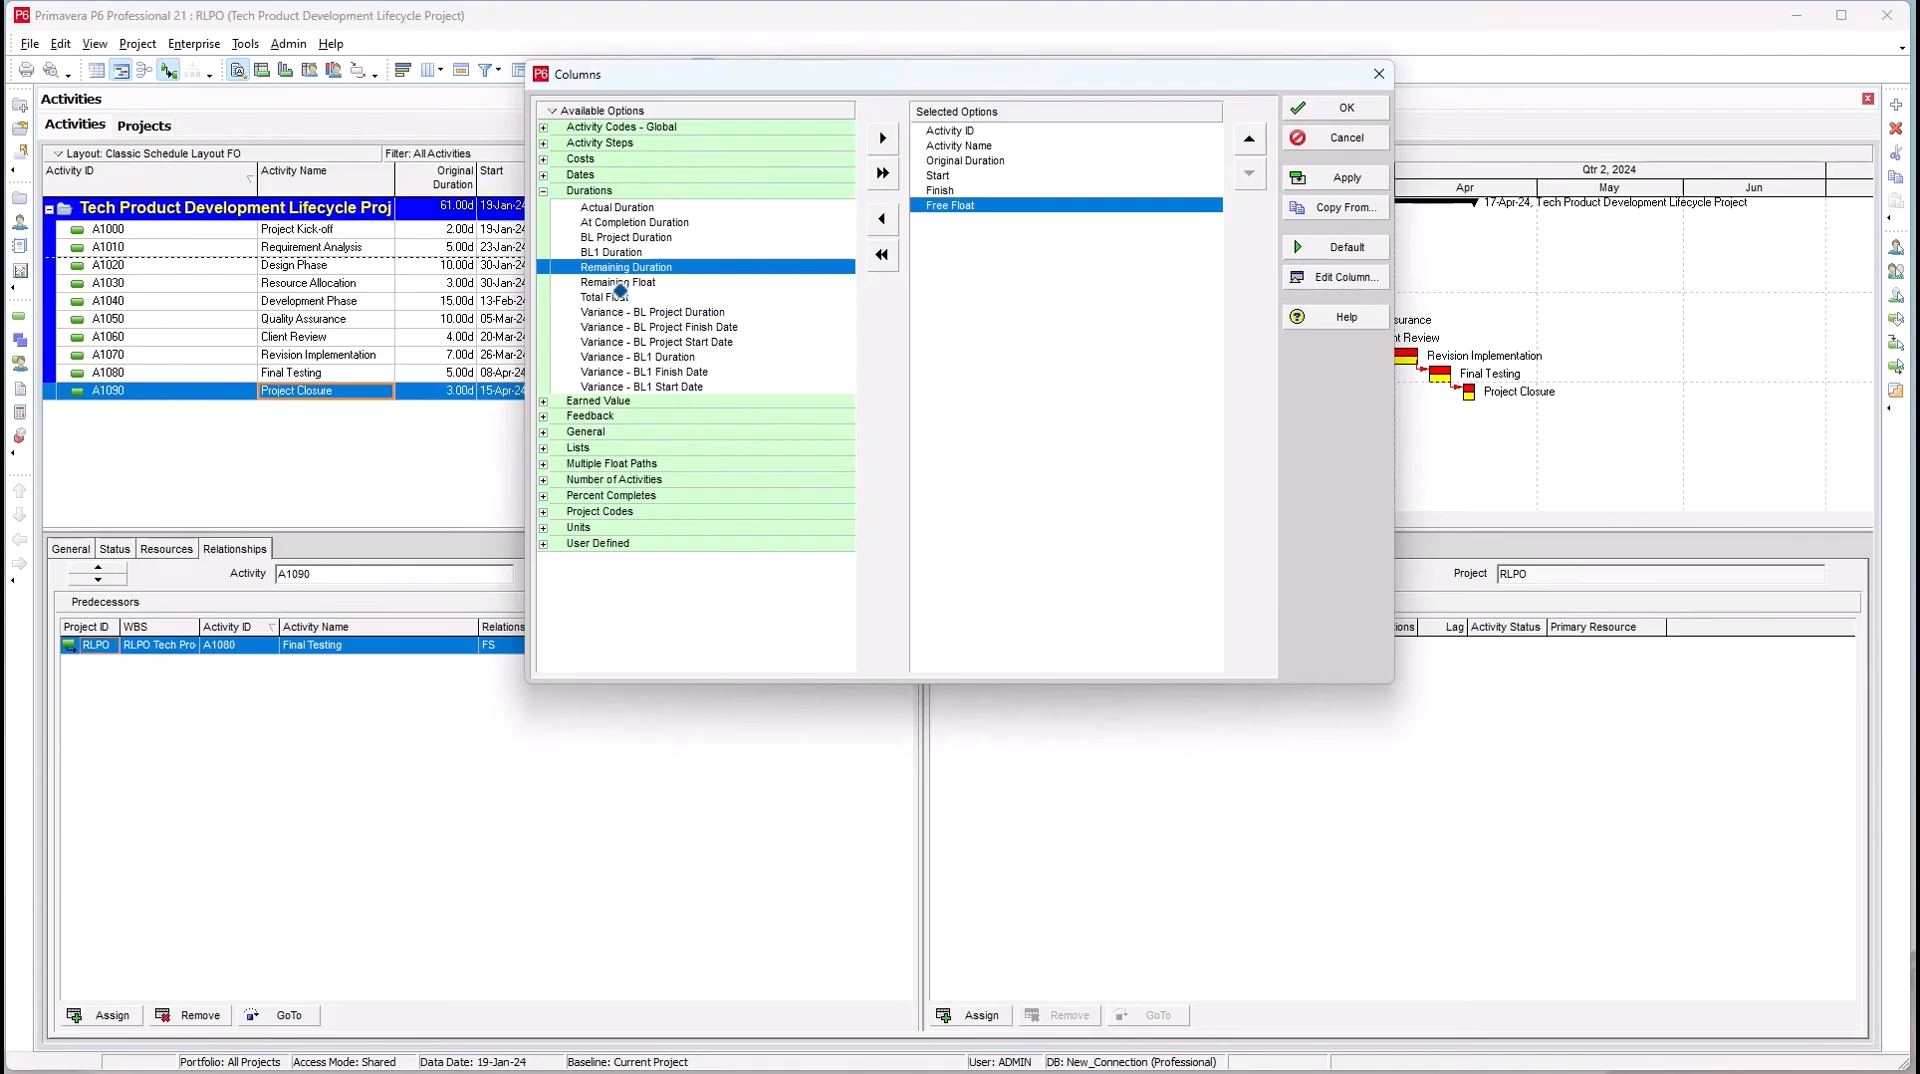 Primavera P6 Professional 21 : RLPO (Tech Product Development Lifecycle Project)
File Edit View Project Enterprise Tools Admin Help
Activities
Activities Projects
Layout: Classic Schedule Layout FO Filter: All Activities
Activity ID Activity Name Original Duration Start
Tech Product Development Lifecycle Proj 61.00d 19-Jan-24
A1000 Project Kick-off 2.00d 19-Jan-24
A1010 Requirement Analysis 5.00d 23-Jan-24
A1020 Design Phase 10.00d 30-Jan-24
A1030 Resource Allocation 3.00d 30-Jan-24
A1040 Development Phase 15.00d 13-Feb-24
A1050 Quality Assurance 10.00d 05-Mar-24
A1060 Client Review 4.00d 20-Mar-24
A1070 Revision Implementation 7.00d 26-Mar-24
A1080 Final Testing 5.00d 08-Apr-24
A1090 Project Closure 3.00d 15-Apr-24
P6 Columns
Available Options
Activity Codes - Global
Activity Steps
Costs
Dates
Durations
Actual Duration
At Completion Duration
BL Project Duration
BL1 Duration
Remaining Duration
Remaining Float
Total Float
Variance - BL Project Duration
Variance - BL Project Finish Date
Variance - BL Project Start Date
Variance - BL1 Duration
Variance - BL1 Finish Date
Variance - BL1 Start Date
Earned Value
Feedback
General
Lists
Multiple Float Paths
Number of Activities
Percent Completes
Project Codes
Units
User Defined
Selected Options
Activity ID
Activity Name
Original Duration
Start
Finish
Free Float
OK
Cancel
Apply
Copy From...
Default
Edit Column...
Help
Qtr 2, 2024
Apr May Jun
17-Apr-24, Tech Product Development Lifecycle Project
surance
nt Review
Revision Implementation
Final Testing
Project Closure
General Status Resources Relationships
Activity A1090
Project RLPO
Predecessors
Project ID WBS Activity ID Activity Name Relations
RLPO RLPO Tech Pro A1080 Final Testing FS
ions Lag Activity Status Primary Resource
Assign Remove GoTo
Assign Remove GoTo
Portfolio: All Projects Access Mode: Shared Data Date: 19-Jan-24 Baseline: Current Project User: ADMIN DB: New_Connection (Professional)